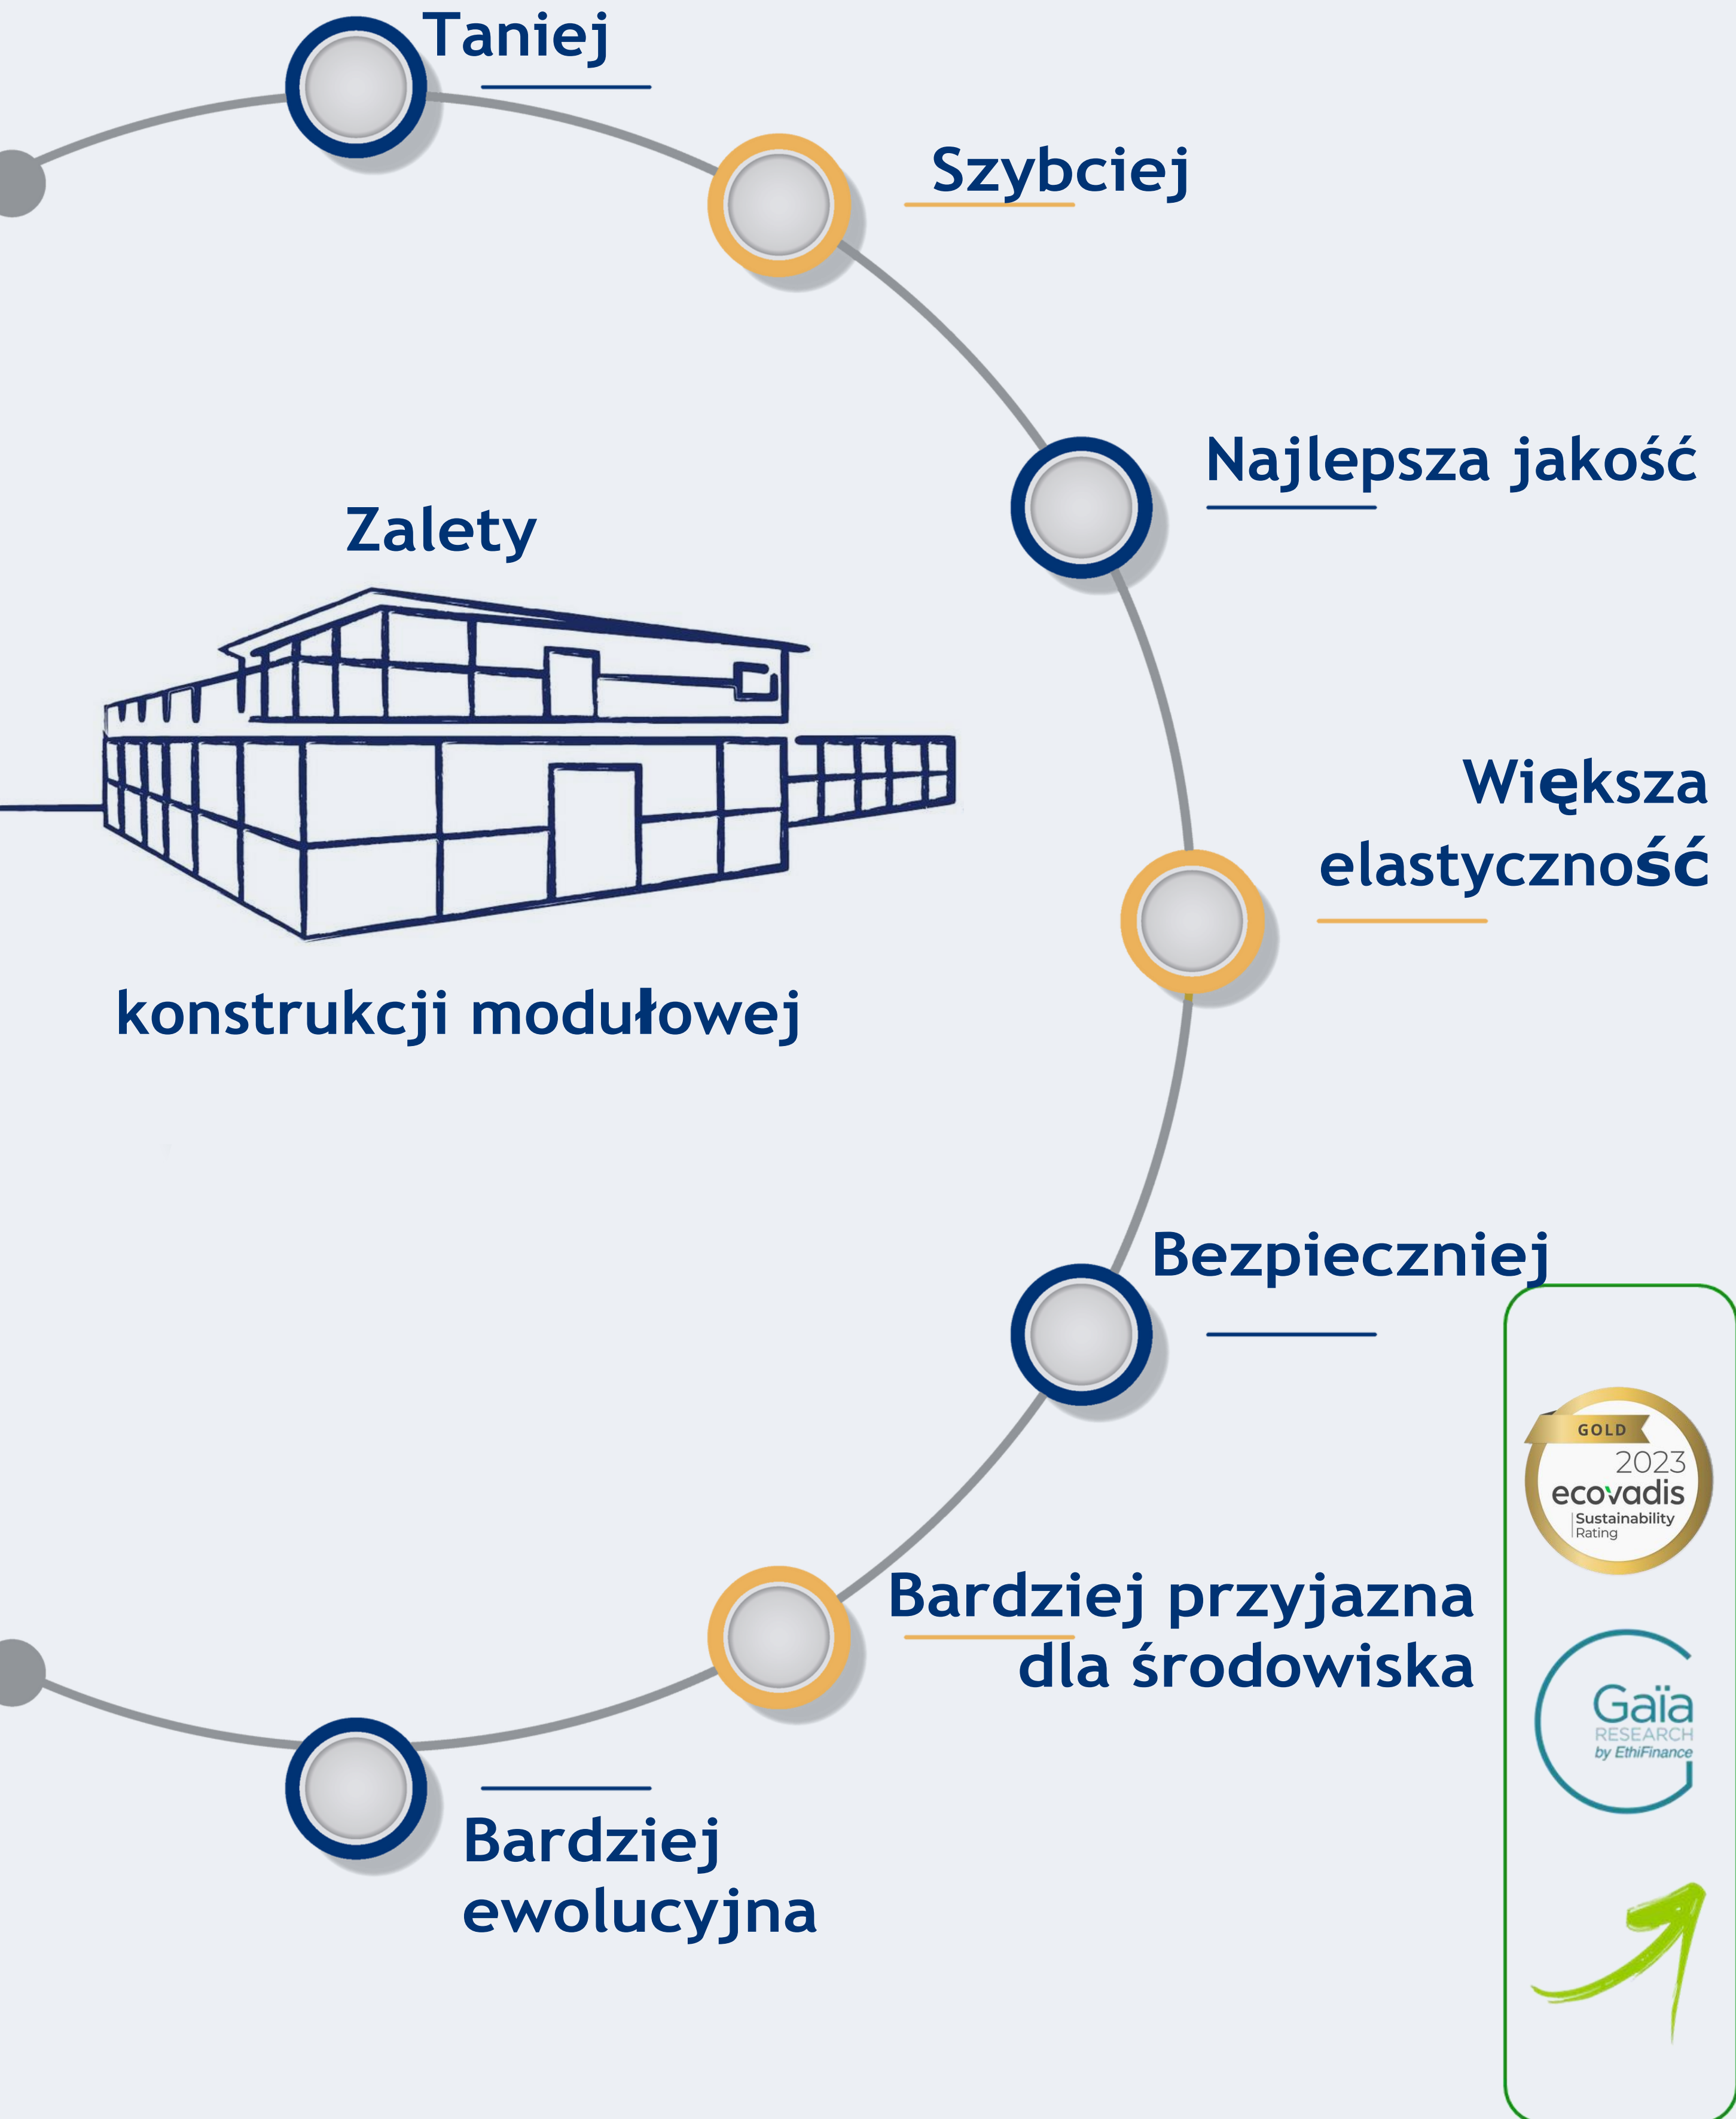 Taniej
Szybciej
Najlepsza jakość
Zalety
Większa
elastyczność
konstrukcji modułowej
Bezpieczniej
GOLD
2023
ecovadis
Sustainability
Rating
Bardziej przyjazna
dla środowiska
Gaïa
RESEARCH
by EthiFinance
Bardziej
ewolucyjna